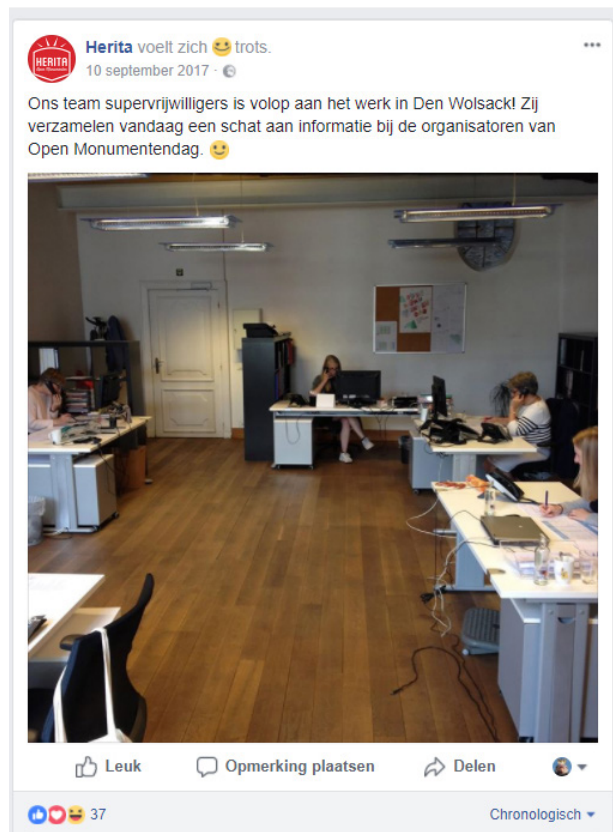 HERITA
Herita voelt zich trots.
10 september 2017
Ons team supervrijwilligers is volop aan het werk in Den Wolsack! Zij
verzamelen vandaag een schat aan informatie bij de organisatoren van
Open Monumentendag.
Leuk Opmerking plaatsen Delen
37 Chronologisch